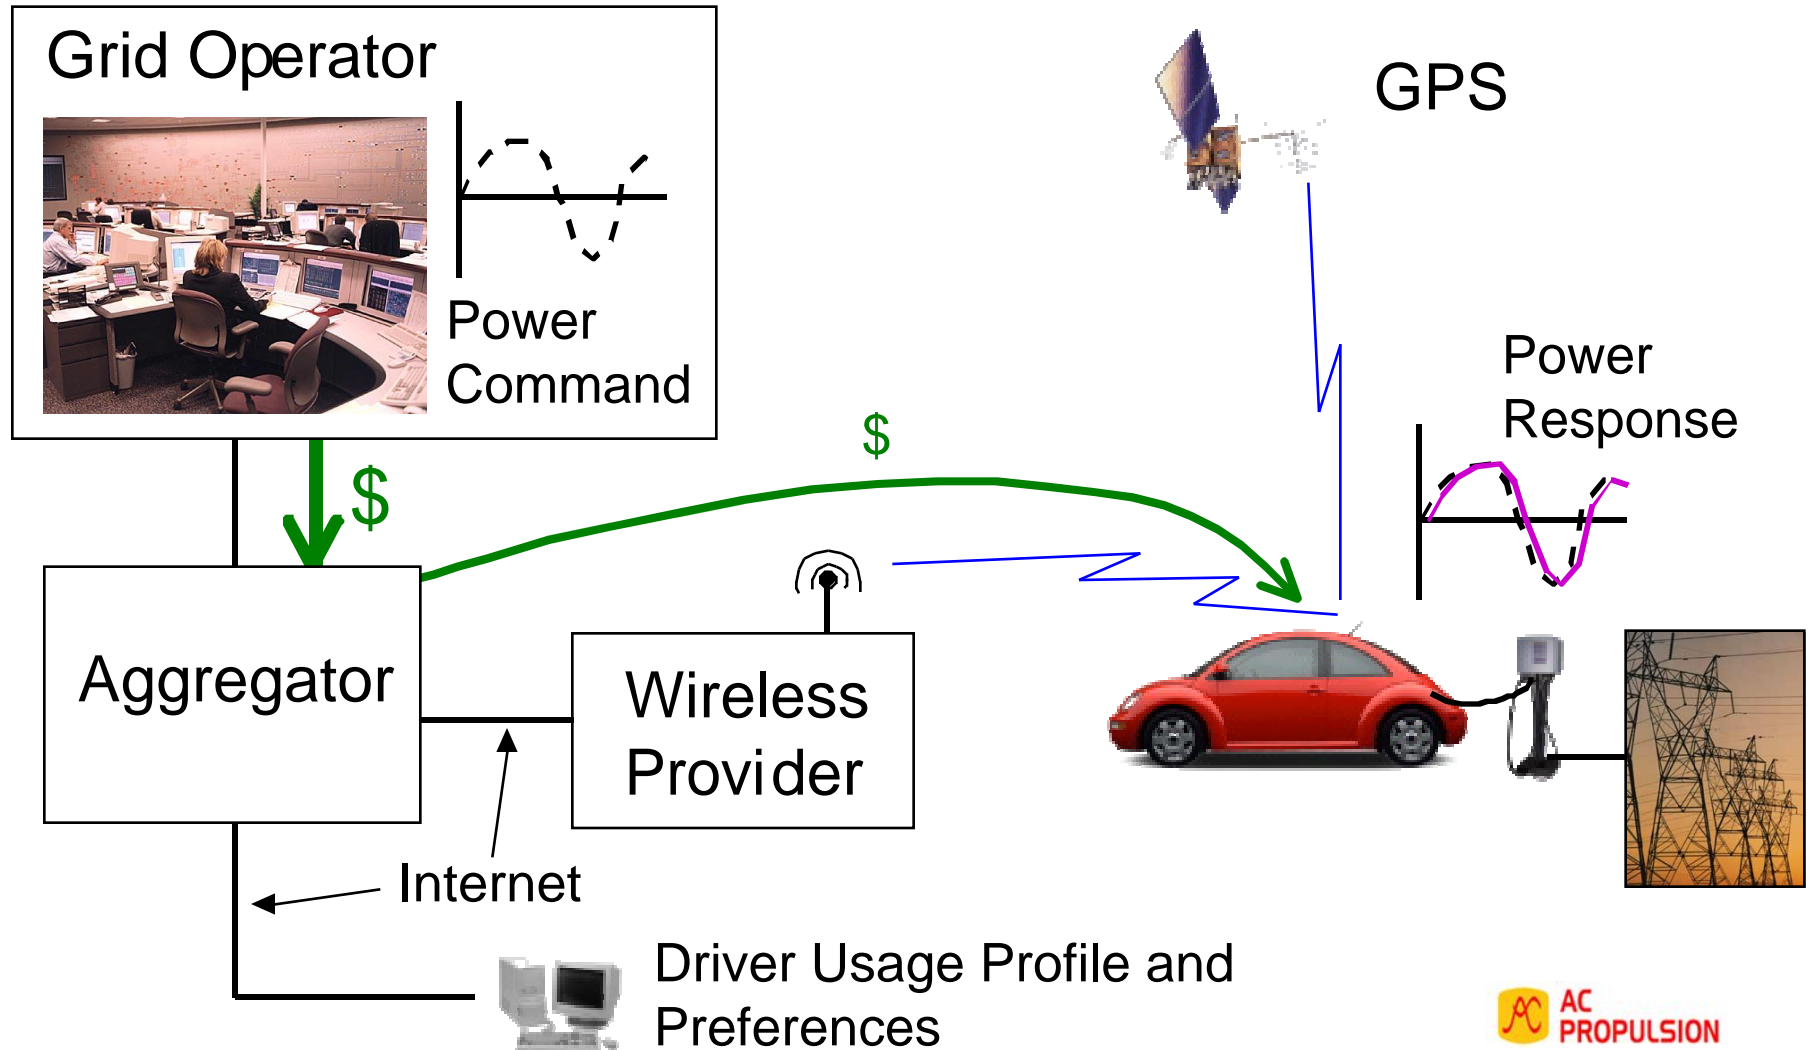 Grid Operator
GPS
Power
Command
Power
Response
$
$
Aggregator
Wireless
Provider
Internet
Driver Usage Profile and
Preferences
AC
PROPULSION